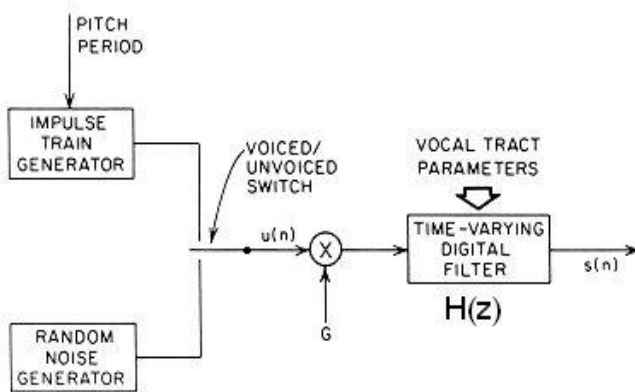 PITCH
PERIOD
IMPULSE
TRAIN
GENERATOR
VOICED/
UNVOICED
SWITCH
VOCAL TRACT
PARAMETERS
u(n)
X
TIME-VARYING
DIGITAL
FILTER
s(n)
H(z)
G
RANDOM
NOISE
GENERATOR